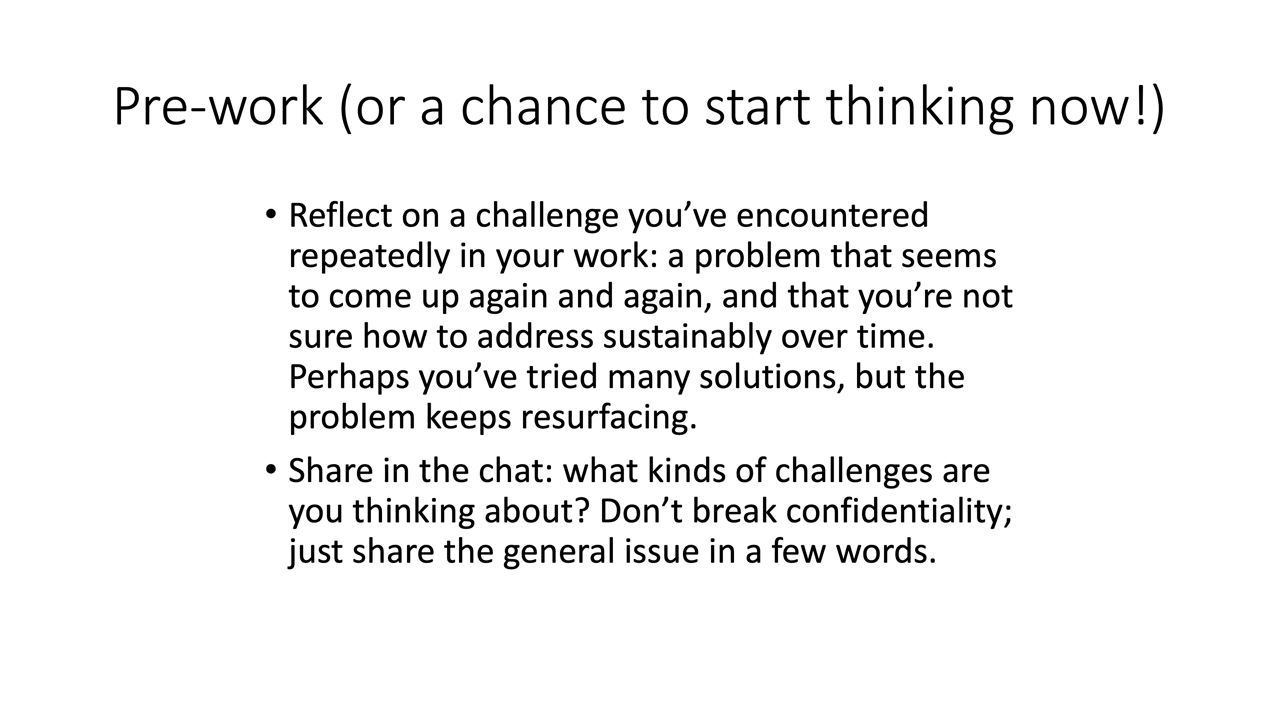 Pre-work (or a chance to start thinking now!)
• Reflect on a challenge you’ve encountered
repeatedly in your work: a problem that seems
to come up again and again, and that you’re not
sure how to address sustainably over time.
Perhaps you’ve tried many solutions, but the
problem keeps resurfacing.
• Share in the chat: what kinds of challenges are
you thinking about? Don’t break confidentiality;
just share the general issue in a few words.